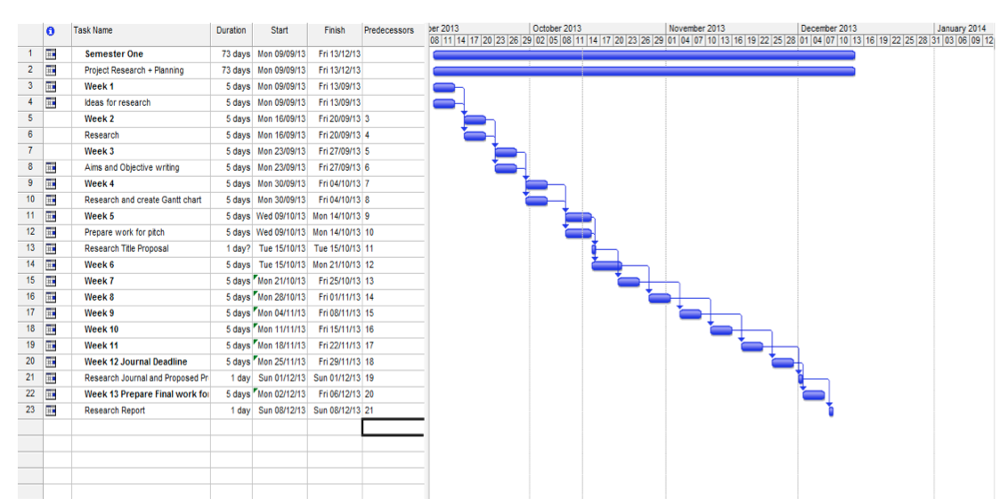 Task Name Duration Start Finish Predecessors
er 2013 October 2013 November 2013 December 2013 January 2014
08 11 14 17 20 23 26 29 02 05 08 11 14 17 20 23 26 29 01 04 07 10 13 16 19 22 25 28 01 04 07 10 13 16 19 22 25 28 31 03 06 09 12
1 Semester One 73 days Mon 09/09/13 Fri 13/12/13
2 Project Research + Planning 73 days Mon 09/09/13 Fri 13/12/13
3 Week 1 5 days Mon 09/09/13 Fri 13/09/13
4 Ideas for research 5 days Mon 09/09/13 Fri 13/09/13
5 Week 2 5 days Mon 16/09/13 Fri 20/09/13 3
6 Research 5 days Mon 16/09/13 Fri 20/09/13 4
7 Week 3 5 days Mon 23/09/13 Fri 27/09/13 5
8 Aims and Objective writing 5 days Mon 23/09/13 Fri 27/09/13 6
9 Week 4 5 days Mon 30/09/13 Fri 04/10/13 7
10 Research and create Gantt chart 5 days Mon 30/09/13 Fri 04/10/13 8
11 Week 5 5 days Wed 09/10/13 Mon 14/10/13 9
12 Prepare work for pitch 5 days Wed 09/10/13 Mon 14/10/13 10
13 Research Title Proposal 1 day? Tue 15/10/13 Tue 15/10/13 11
14 Week 6 5 days Tue 15/10/13 Mon 21/10/13 12
15 Week 7 5 days Mon 21/10/13 Fri 25/10/13 13
16 Week 8 5 days Mon 28/10/13 Fri 01/11/13 14
17 Week 9 5 days Mon 04/11/13 Fri 08/11/13 15
18 Week 10 5 days Mon 11/11/13 Fri 15/11/13 16
19 Week 11 5 days Mon 18/11/13 Fri 22/11/13 17
20 Week 12 Journal Deadline 5 days Mon 25/11/13 Fri 29/11/13 18
21 Research Journal and Proposed Pr 1 day Sun 01/12/13 Sun 01/12/13 19
22 Week 13 Prepare Final work fo 5 days Mon 02/12/13 Fri 06/12/13 20
23 Research Report 1 day Sun 08/12/13 Sun 08/12/13 21